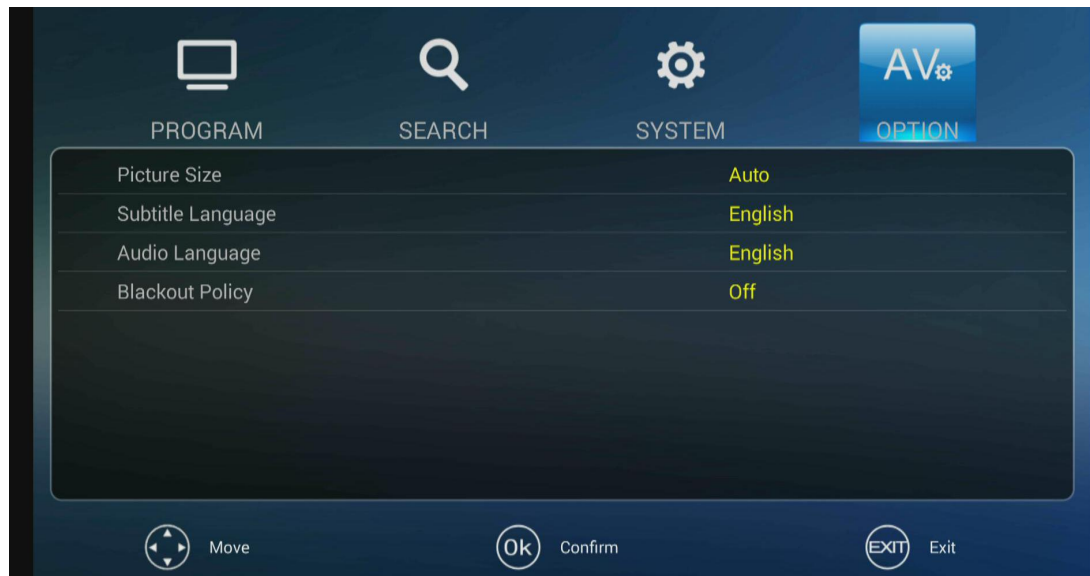 AV
PROGRAM SEARCH SYSTEM OPTION
Picture Size Auto
Subtitle Language English
Audio Language English
Blackout Policy Off
Move Ok Confirm EXIT Exit